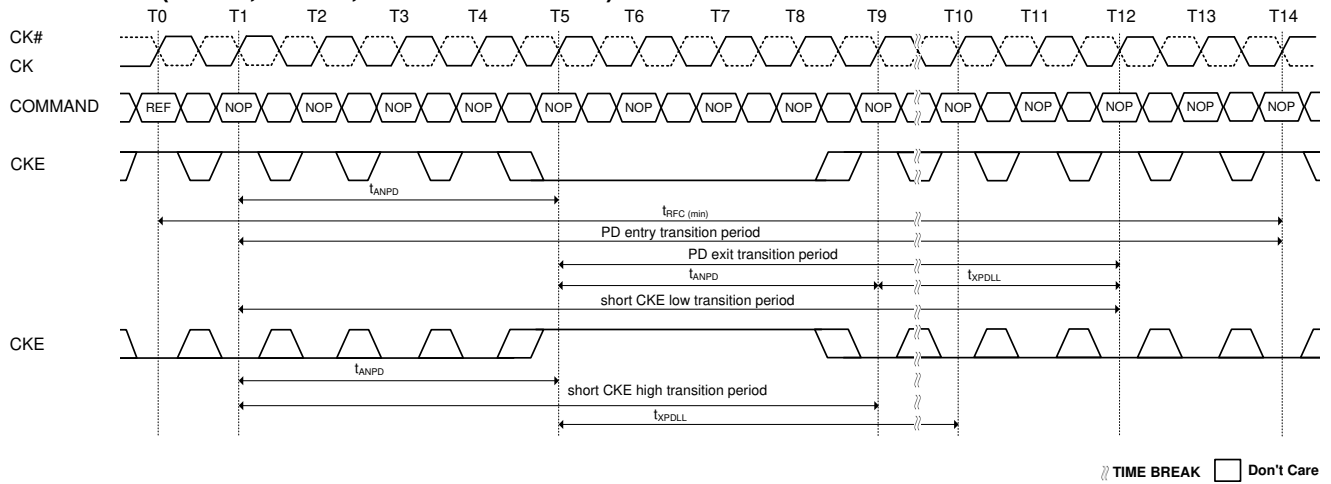 T0 T1 T2 T3 T4 T5 T6 T7 T8 T9 T10 T11 T12 T13 T14
CK#
CK
COMMAND REF NOP NOP NOP NOP NOP NOP NOP NOP NOP NOP NOP NOP NOP NOP
CKE
tANPD
tRFC (min)
PD entry transition period
PD exit transition period
tANPD tXPDLL
short CKE low transition period
CKE
tANPD
short CKE high transition period
tXPDLL
TIME BREAK Don't Care